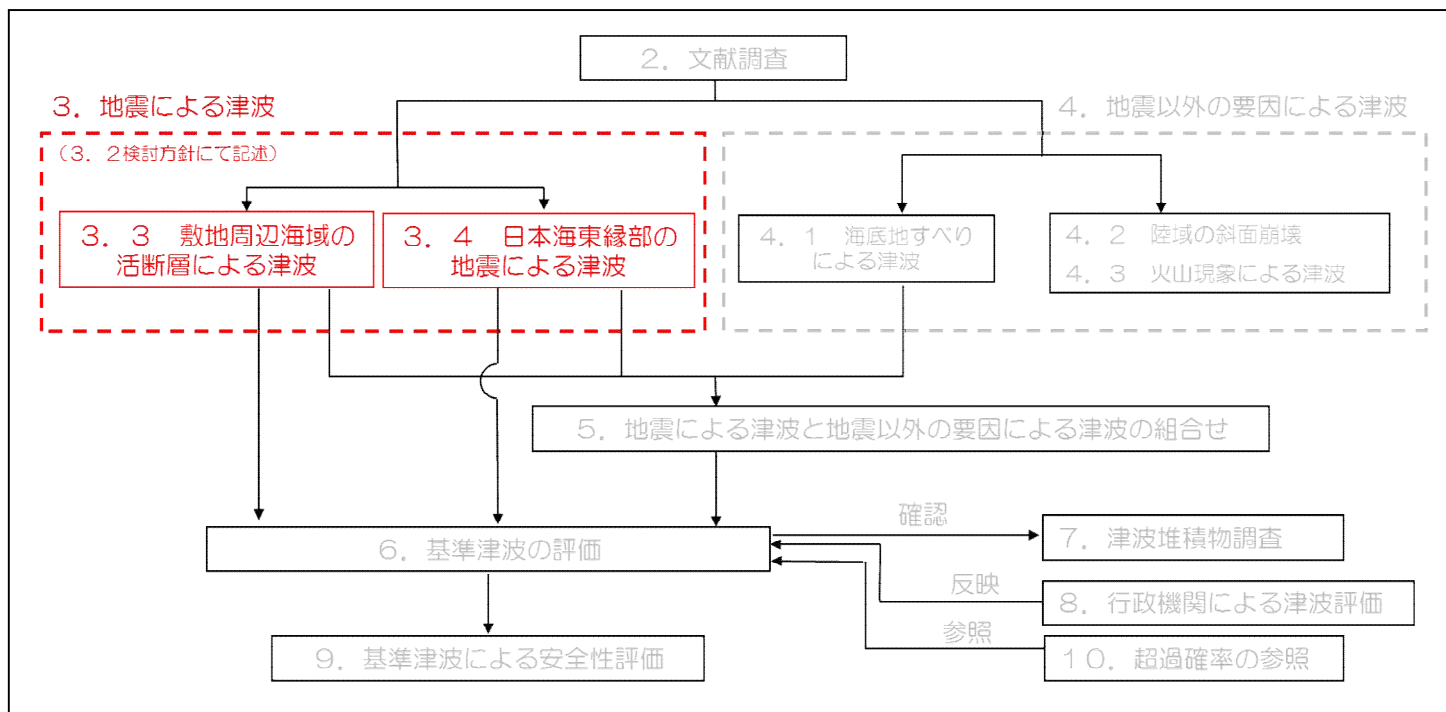 2．文献調査
3．地震による津波
4．地震以外の要因による津波
（3．2検討方針にて記述）
3．3　敷地周辺海域の
活断層による津波
3．4　日本海東縁部の
地震による津波
4．1　海底地すべり
による津波
4．2　陸域の斜面崩壊
4．3　火山現象による津波
5．地震による津波と地震以外の要因による津波の組合せ
6．基準津波の評価
確認
7．津波堆積物調査
反映
8．行政機関による津波評価
参照
10．超過確率の参照
9．基準津波による安全性評価